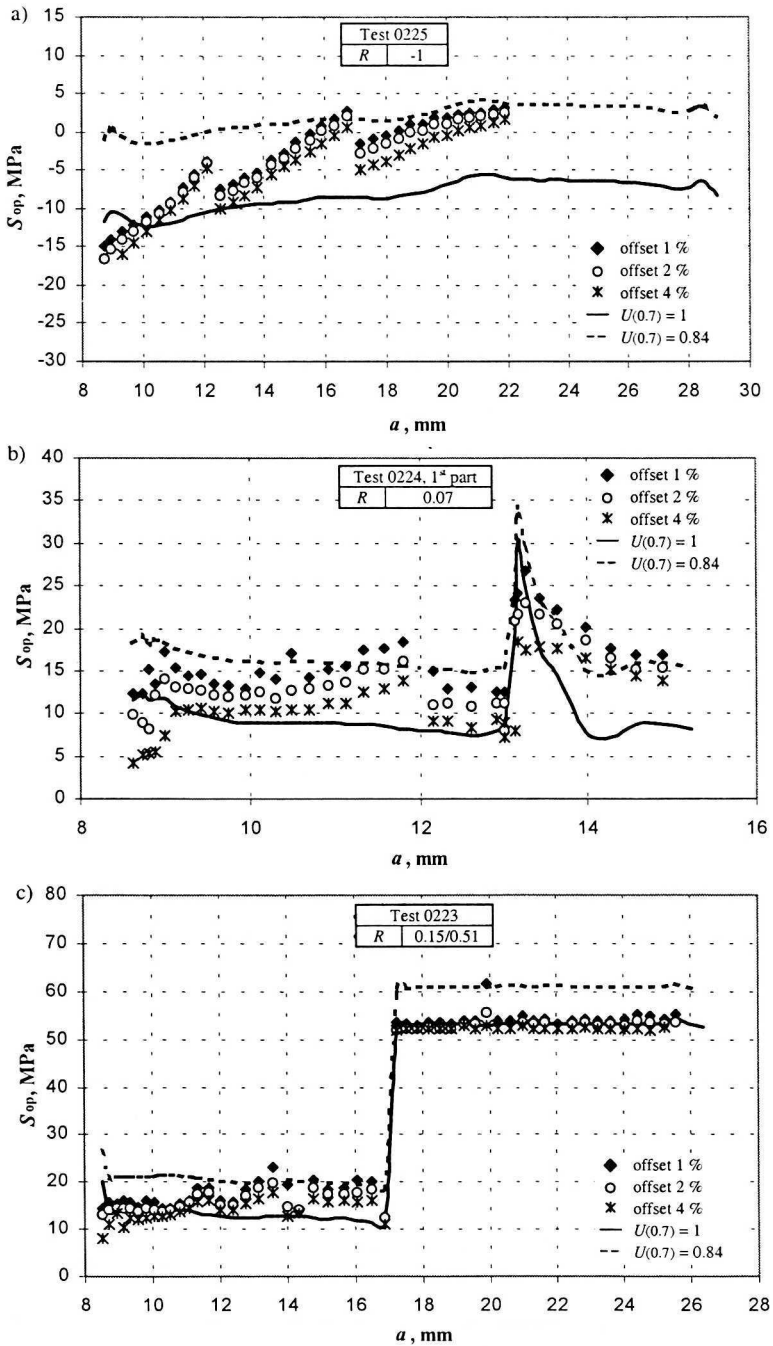 a)
Test 0225
R -1
15
10
5
0
-5
-10
-15
-20
-25
-30
Sop, MPa
offset 1 %
offset 2 %
offset 4 %
U(0.7) = 1
U(0.7) = 0.84
8 10 12 14 16 18 20 22 24 26 28 30
a, mm
b)
Test 0224, 1st part
R 0.07
40
35
30
25
20
15
10
5
0
Sop, MPa
offset 1 %
offset 2 %
offset 4 %
U(0.7) = 1
U(0.7) = 0.84
8 10 12 14 16
a, mm
c)
Test 0223
R 0.15/0.51
80
70
60
50
40
30
20
10
0
Sop, MPa
offset 1 %
offset 2 %
offset 4 %
U(0.7) = 1
U(0.7) = 0.84
8 10 12 14 16 18 20 22 24 26 28
a, mm